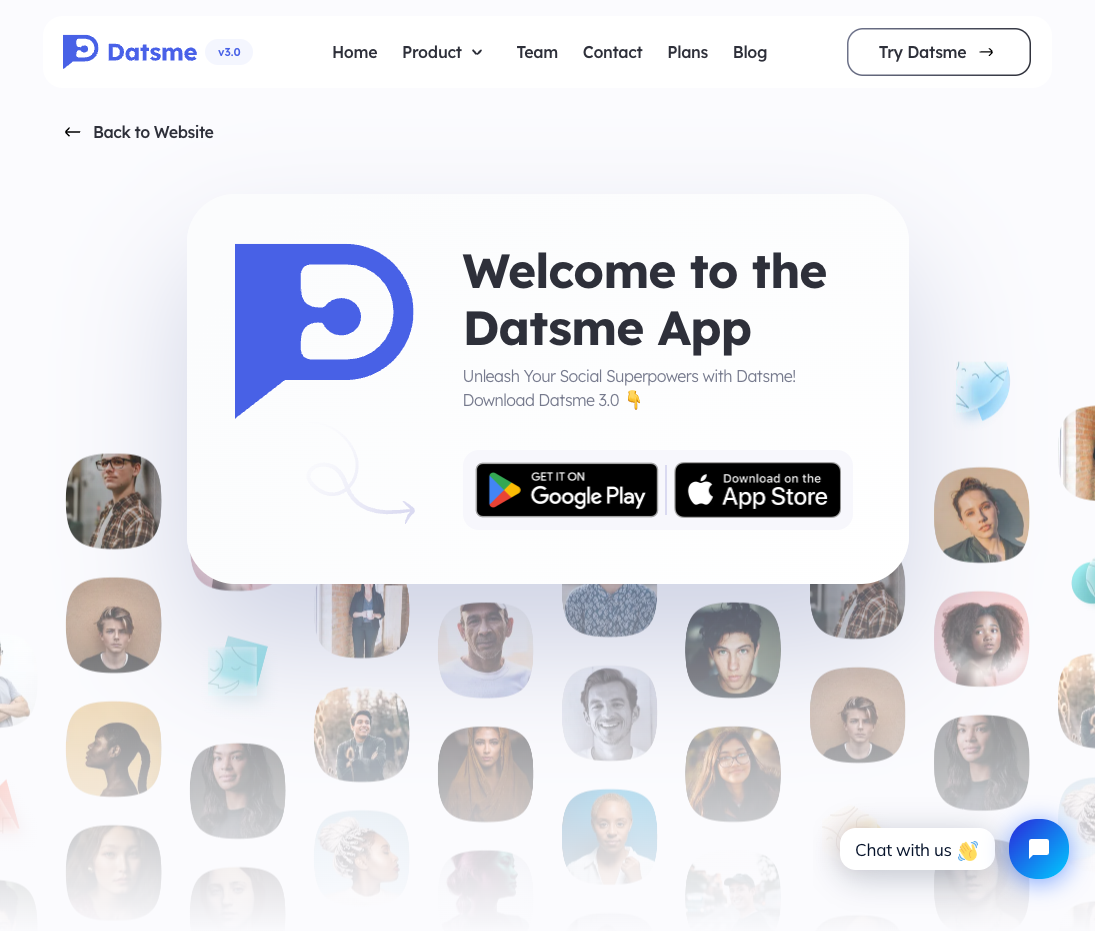 Datsme v3.0 Home Product Team Contact Plans Blog Try Datsme →
← Back to Website
Welcome to the
Datsme App
Unleash Your Social Superpowers with Datsme!
Download Datsme 3.0 👇
GET IT ON
Google Play
Download on the
App Store
Chat with us 👋